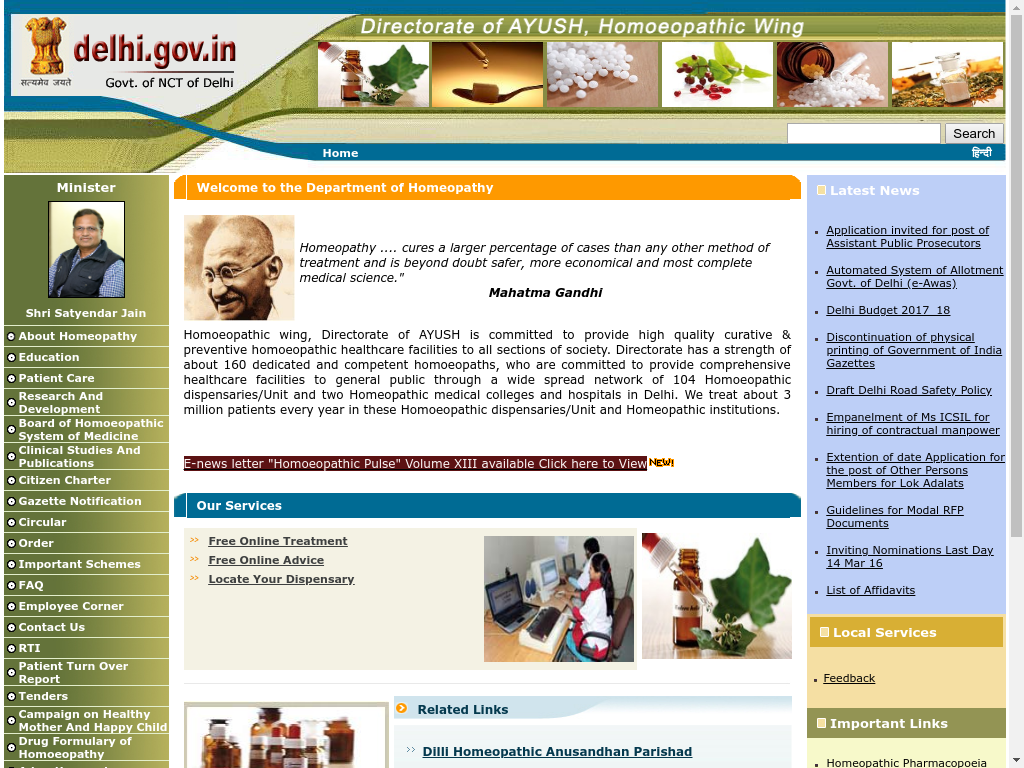 Directorate of AYUSH, Homoeopathic Wing
delhi.gov.in
सत्यमेव जयते
Govt. of NCT of Delhi
Search
Home
हिन्दी
Minister
Shri Satyendar Jain
About Homeopathy
Education
Patient Care
Research And
Development
Board of Homoeopathic
System of Medicine
Clinical Studies And
Publications
Citizen Charter
Gazette Notification
Circular
Order
Important Schemes
FAQ
Employee Corner
Contact Us
RTI
Patient Turn Over
Report
Tenders
Campaign on Healthy
Mother And Happy Child
Drug Formulary of
Homoeopathy
Welcome to the Department of Homeopathy
Homeopathy .... cures a larger percentage of cases than any other method of
treatment and is beyond doubt safer, more economical and most complete
medical science."
Mahatma Gandhi
Homoeopathic wing, Directorate of AYUSH is committed to provide high quality curative &
preventive homoeopathic healthcare facilities to all sections of society. Directorate has a strength of
about 160 dedicated and competent homoeopaths, who are committed to provide comprehensive
healthcare facilities to general public through a wide spread network of 104 Homoeopathic
dispensaries/Unit and two Homoeopathic medical colleges and hospitals in Delhi. We treat about 3
million patients every year in these Homoeopathic dispensaries/Unit and Homeopathic institutions.
E-news letter "Homoeopathic Pulse" Volume XIII available Click here to View NEW!
Our Services
Free Online Treatment
Free Online Advice
Locate Your Dispensary
Related Links
Dilli Homeopathic Anusandhan Parishad
Latest News
Application invited for post of
Assistant Public Prosecutors
Automated System of Allotment
Govt. of Delhi (e-Awas)
Delhi Budget 2017_18
Discontinuation of physical
printing of Government of India
Gazettes
Draft Delhi Road Safety Policy
Empanelment of Ms ICSIL for
hiring of contractual manpower
Extention of date Application for
the post of Other Persons
Members for Lok Adalats
Guidelines for Modal RFP
Documents
Inviting Nominations Last Day
14 Mar 16
List of Affidavits
Local Services
Feedback
Important Links
Homeopathic Pharmacopoeia